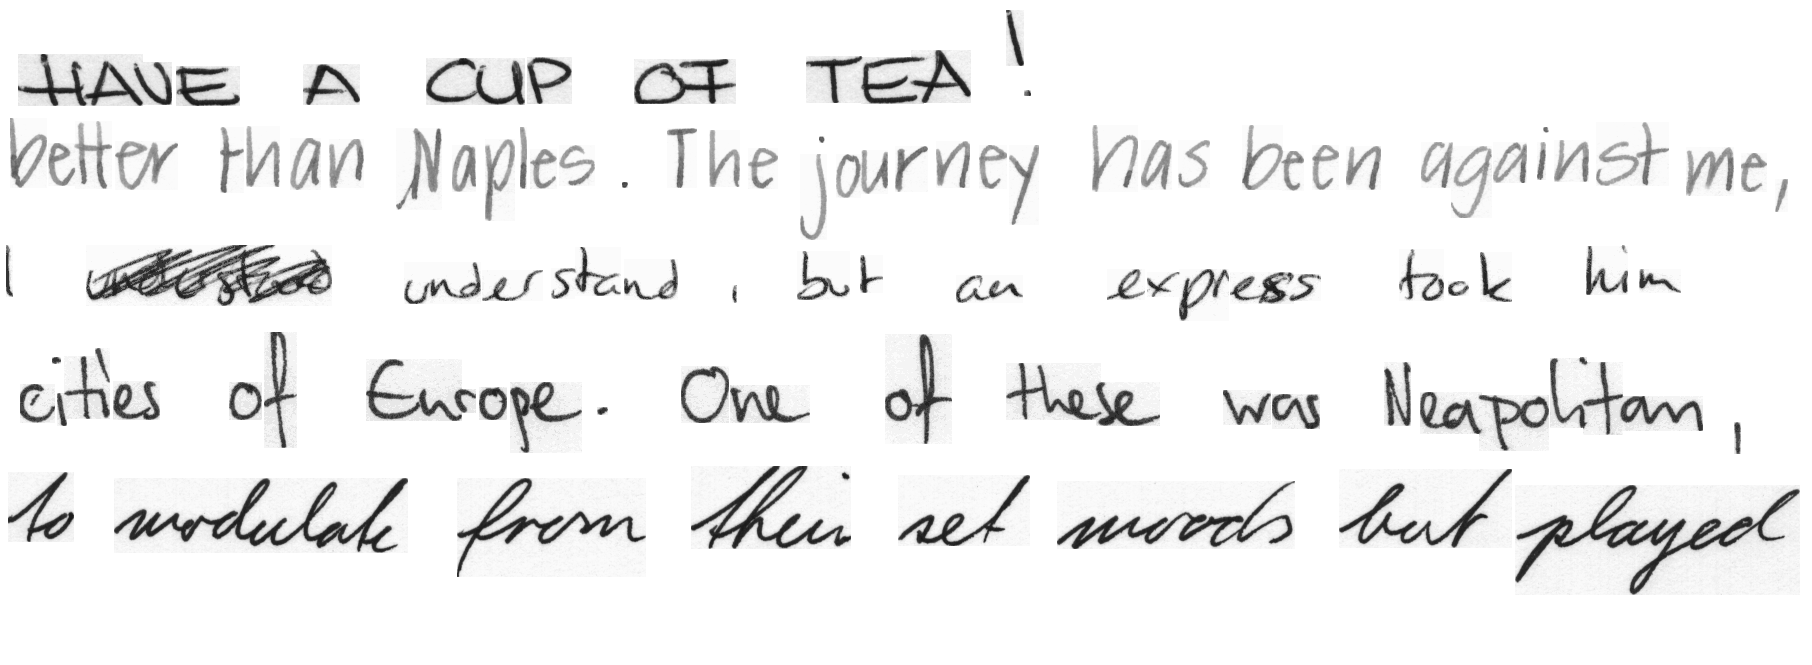 HAVE A CUP OF TEA!
better than Naples. The journey has been against me,
I understand, but an express took him
cities of Europe. One of these was Neapolitan,
to modulate from their set moods but played